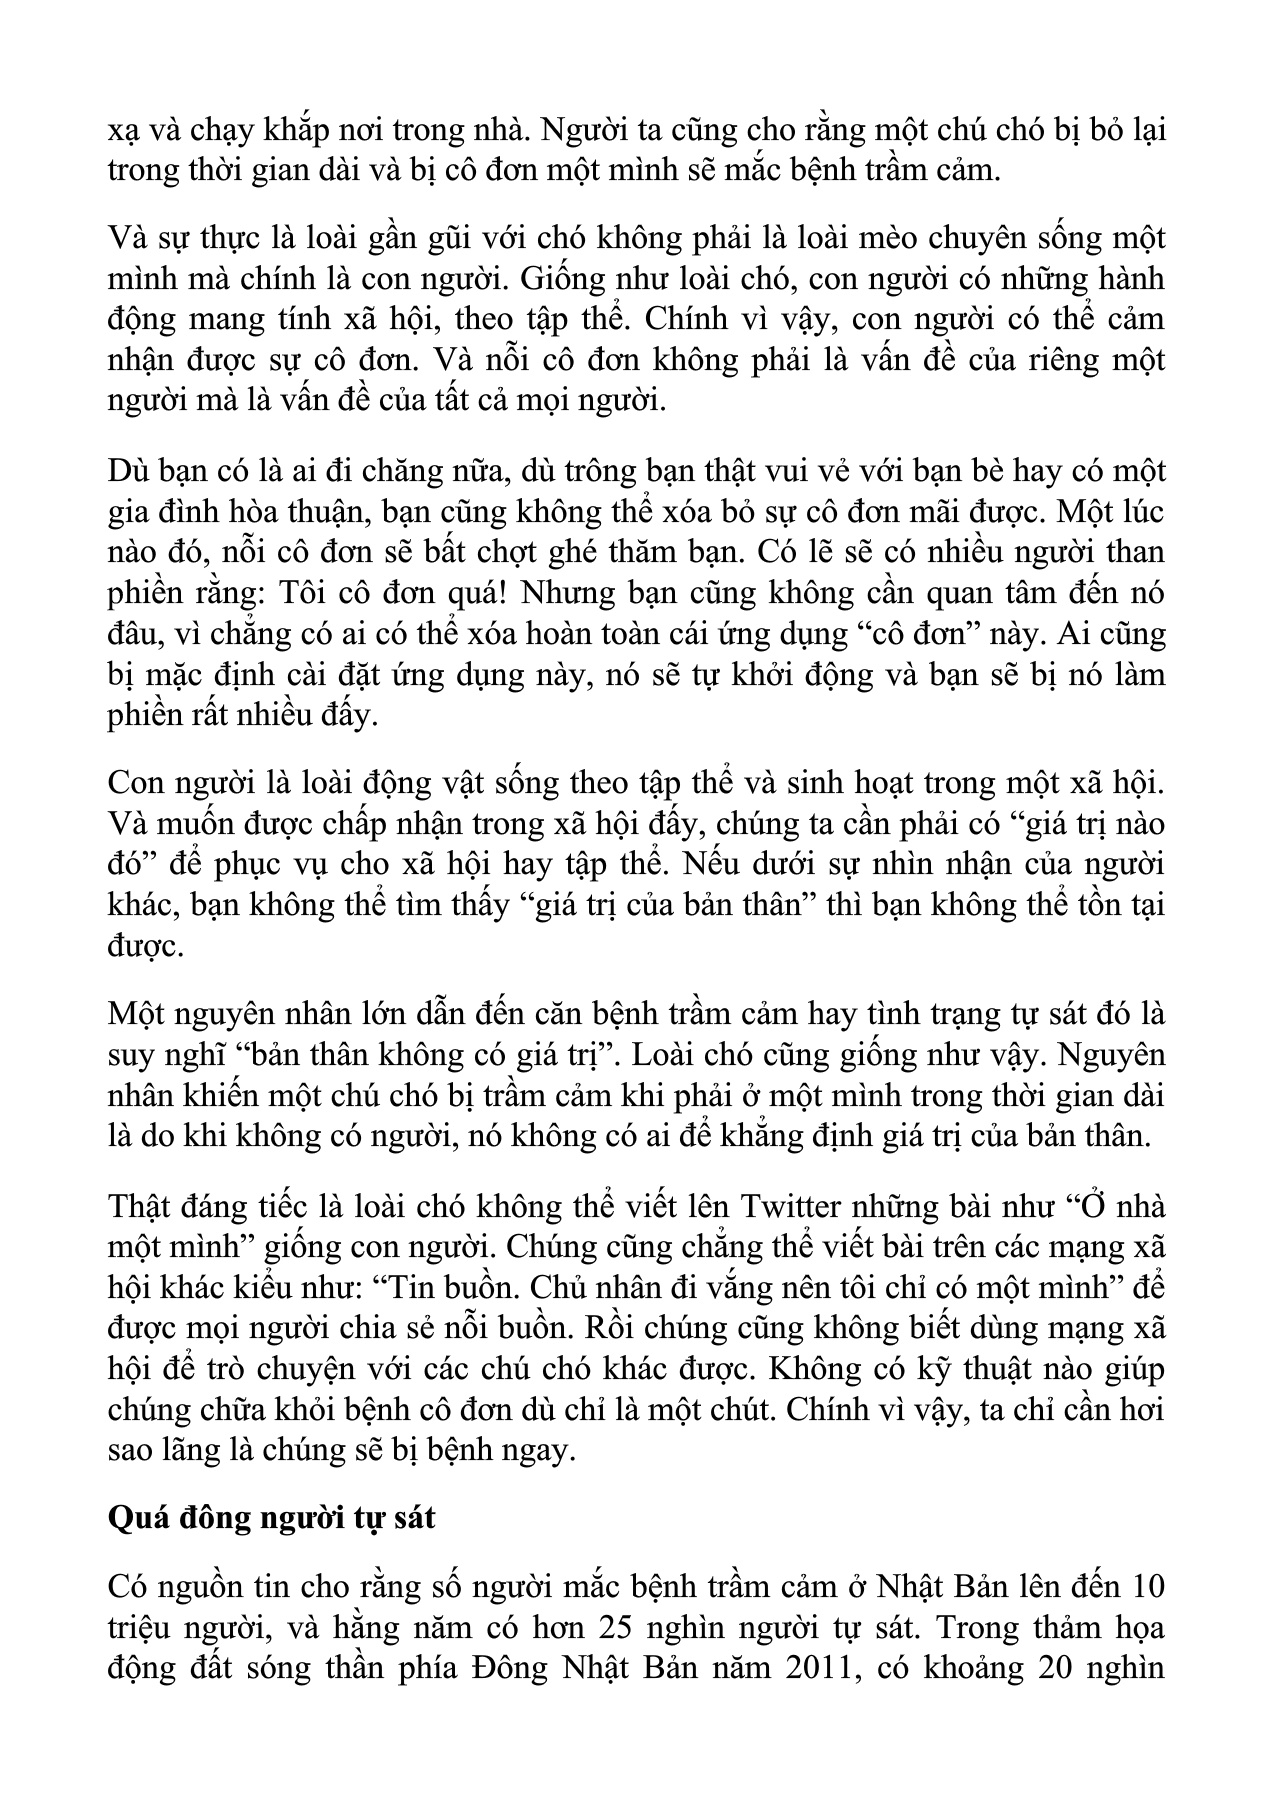 xạ và chạy khắp nơi trong nhà. Người ta cũng cho rằng một chú chó bị bỏ lại
trong thời gian dài và bị cô đơn một mình sẽ mắc bệnh trầm cảm.
Và sự thực là loài gần gũi với chó không phải là loài mèo chuyên sống một
mình mà chính là con người. Giống như loài chó, con người có những hành
động mang tính xã hội, theo tập thể. Chính vì vậy, con người có thể cảm
nhận được sự cô đơn. Và nỗi cô đơn không phải là vấn đề của riêng một
người mà là vấn đề của tất cả mọi người.
Dù bạn có là ai đi chăng nữa, dù trông bạn thật vui vẻ với bạn bè hay có một
gia đình hòa thuận, bạn cũng không thể xóa bỏ sự cô đơn mãi được. Một lúc
nào đó, nỗi cô đơn sẽ bất chợt ghé thăm bạn. Có lẽ sẽ có nhiều người than
phiền rằng: Tôi cô đơn quá! Nhưng bạn cũng không cần quan tâm đến nó
đâu, vì chẳng có ai có thể xóa hoàn toàn cái ứng dụng “cô đơn” này. Ai cũng
bị mặc định cài đặt ứng dụng này, nó sẽ tự khởi động và bạn sẽ bị nó làm
phiền rất nhiều đấy.
Con người là loài động vật sống theo tập thể và sinh hoạt trong một xã hội.
Và muốn được chấp nhận trong xã hội đấy, chúng ta cần phải có “giá trị nào
đó” để phục vụ cho xã hội hay tập thể. Nếu dưới sự nhìn nhận của người
khác, bạn không thể tìm thấy “giá trị của bản thân” thì bạn không thể tồn tại
được.
Một nguyên nhân lớn dẫn đến căn bệnh trầm cảm hay tình trạng tự sát đó là
suy nghĩ “bản thân không có giá trị”. Loài chó cũng giống như vậy. Nguyên
nhân khiến một chú chó bị trầm cảm khi phải ở một mình trong thời gian dài
là do khi không có người, nó không có ai để khẳng định giá trị của bản thân.
Thật đáng tiếc là loài chó không thể viết lên Twitter những bài như “Ở nhà
một mình” giống con người. Chúng cũng chẳng thể viết bài trên các mạng xã
hội khác kiểu như: “Tin buồn. Chủ nhân đi vắng nên tôi chỉ có một mình” để
được mọi người chia sẻ nỗi buồn. Rồi chúng cũng không biết dùng mạng xã
hội để trò chuyện với các chú chó khác được. Không có kỹ thuật nào giúp
chúng chữa khỏi bệnh cô đơn dù chỉ là một chút. Chính vì vậy, ta chỉ cần hơi
sao lãng là chúng sẽ bị bệnh ngay.
Quá đông người tự sát
Có nguồn tin cho rằng số người mắc bệnh trầm cảm ở Nhật Bản lên đến 10
triệu người, và hằng năm có hơn 25 nghìn người tự sát. Trong thảm họa
động đất sóng thần phía Đông Nhật Bản năm 2011, có khoảng 20 nghìn